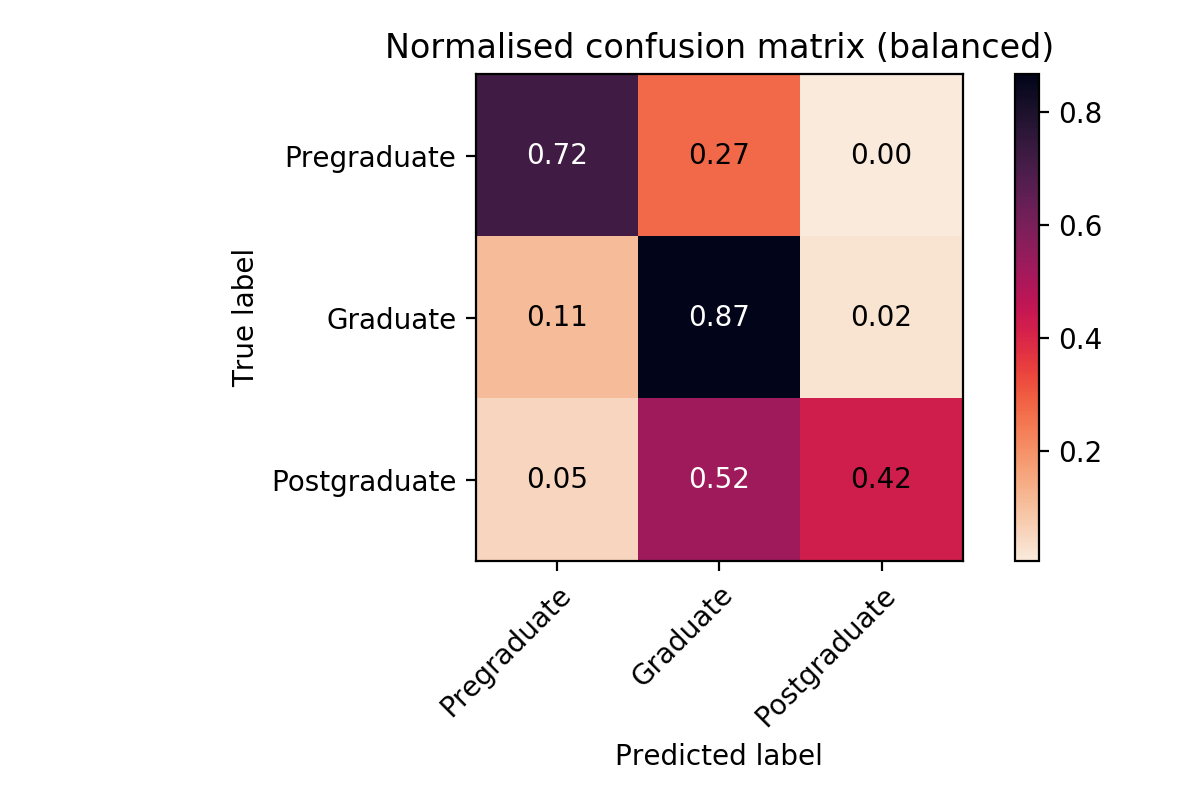 Normalised confusion matrix (balanced)
True label
Pregraduate 0.72 0.27 0.00
Graduate 0.11 0.87 0.02
Postgraduate 0.05 0.52 0.42
Pregraduate Graduate Postgraduate
Predicted label
0.8
0.6
0.4
0.2